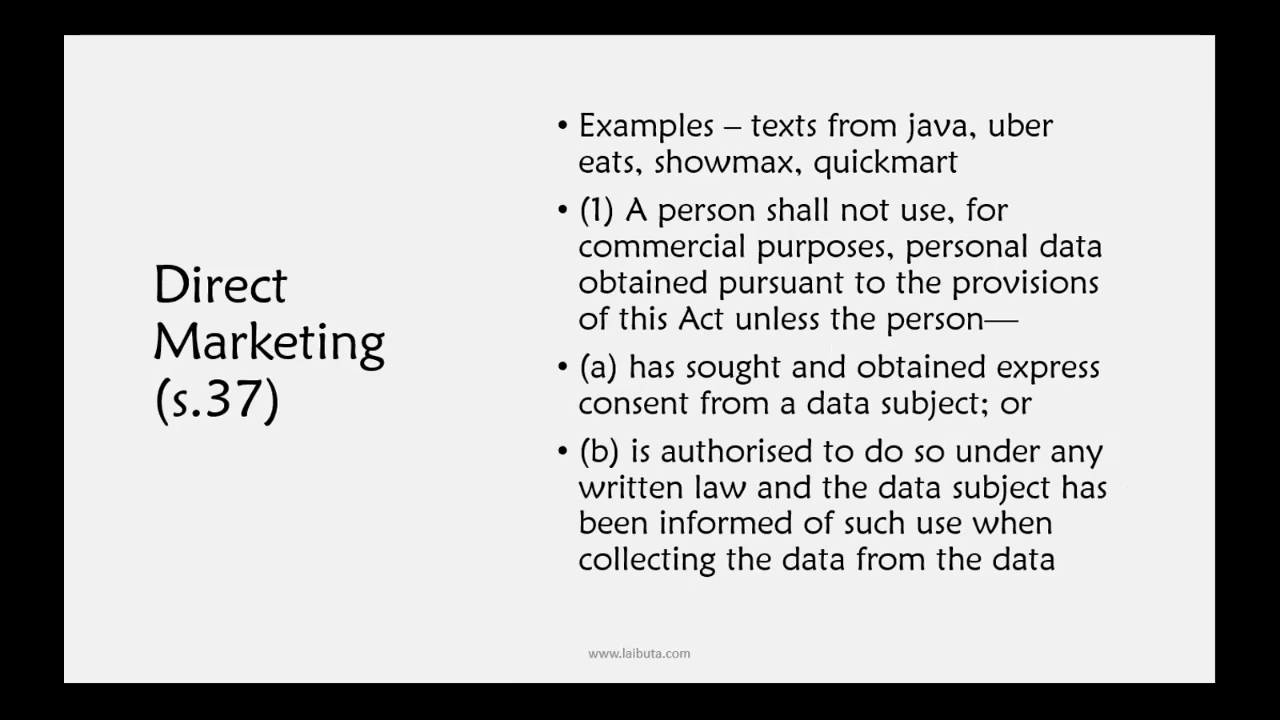 Direct
Marketing
(s.37)
• Examples – texts from java, uber
eats, showmax, quickmart
• (1) A person shall not use, for
commercial purposes, personal data
obtained pursuant to the provisions
of this Act unless the person—
• (a) has sought and obtained express
consent from a data subject; or
• (b) is authorised to do so under any
written law and the data subject has
been informed of such use when
collecting the data from the data
www.laibuta.com